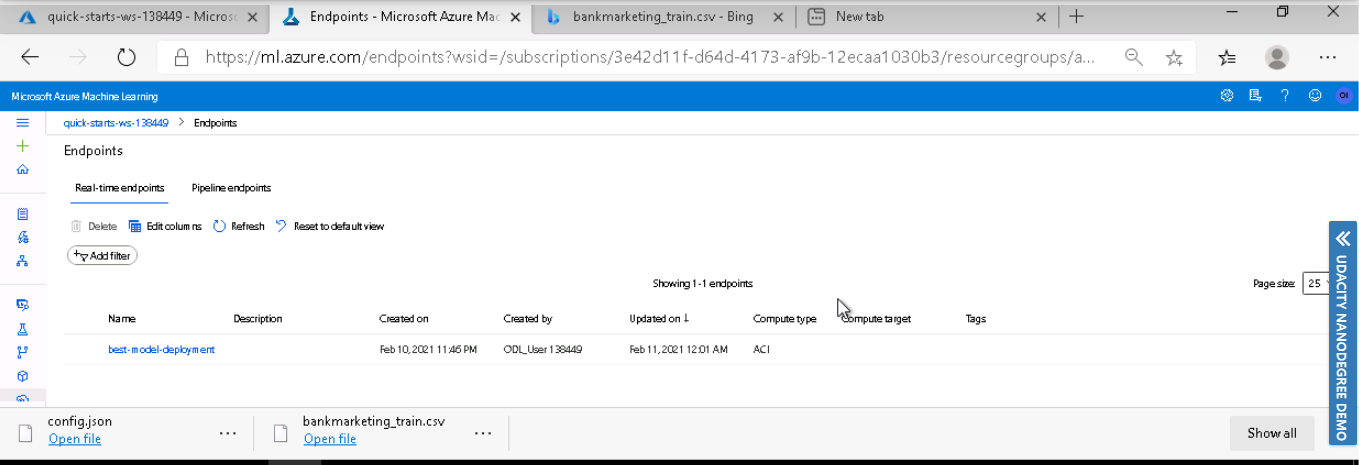 quick-starts-ws-138449 - Micros
Endpoints - Microsoft Azure Mac
bankmarketing_train.csv - Bing
New tab
https://ml.azure.com/endpoints?wsid=/subscriptions/3e42d11f-d64d-4173-af9b-12ecaa1030b3/resourcegroups/a...
Microsoft Azure Machine Learning
OI
quick-starts-ws-138449 > Endpoints
Endpoints
Real-time endpoints Pipeline endpoints
Delete Edit columns Refresh Reset to default view
Add filter
Showing 1-1 endpoints
Page size: 25
Name Description Created on Created by Updated on ↓ Compute type Compute target Tags
best-model-deployment Feb 10, 2021 11:46 PM ODL_User 138449 Feb 11, 2021 12:01 AM ACI
UDACITY NANODEGREE DEMO
config.json
Open file
bankmarketing_train.csv
Open file
Show all